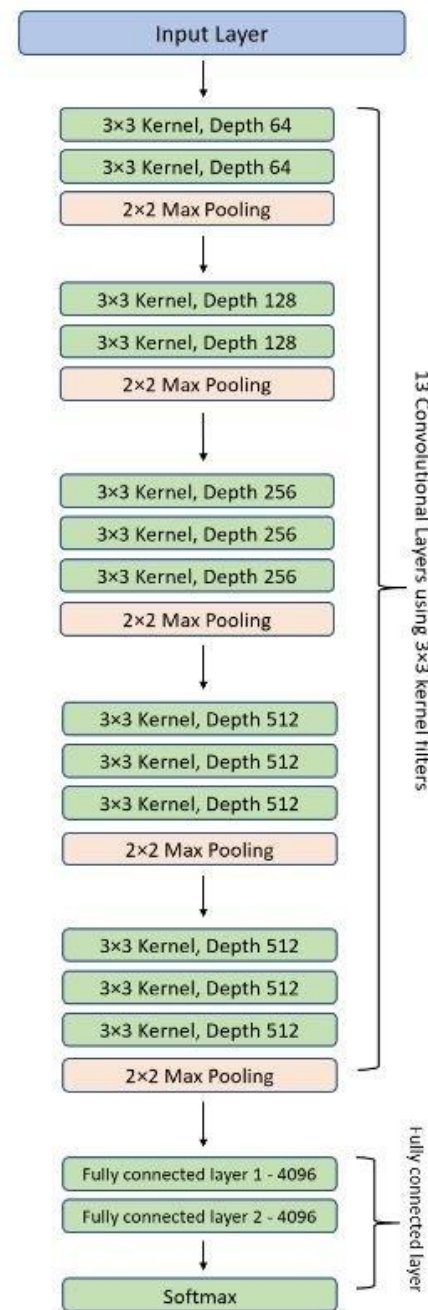 Input Layer
3×3 Kernel, Depth 64
3×3 Kernel, Depth 64
2×2 Max Pooling
3×3 Kernel, Depth 128
3×3 Kernel, Depth 128
2×2 Max Pooling
3×3 Kernel, Depth 256
3×3 Kernel, Depth 256
3×3 Kernel, Depth 256
2×2 Max Pooling
3×3 Kernel, Depth 512
3×3 Kernel, Depth 512
3×3 Kernel, Depth 512
2×2 Max Pooling
3×3 Kernel, Depth 512
3×3 Kernel, Depth 512
3×3 Kernel, Depth 512
2×2 Max Pooling
13 Convolutional Layers using 3×3 kernel filters
Fully connected layer 1 - 4096
Fully connected layer 2 - 4096
Softmax
Fully connected layer